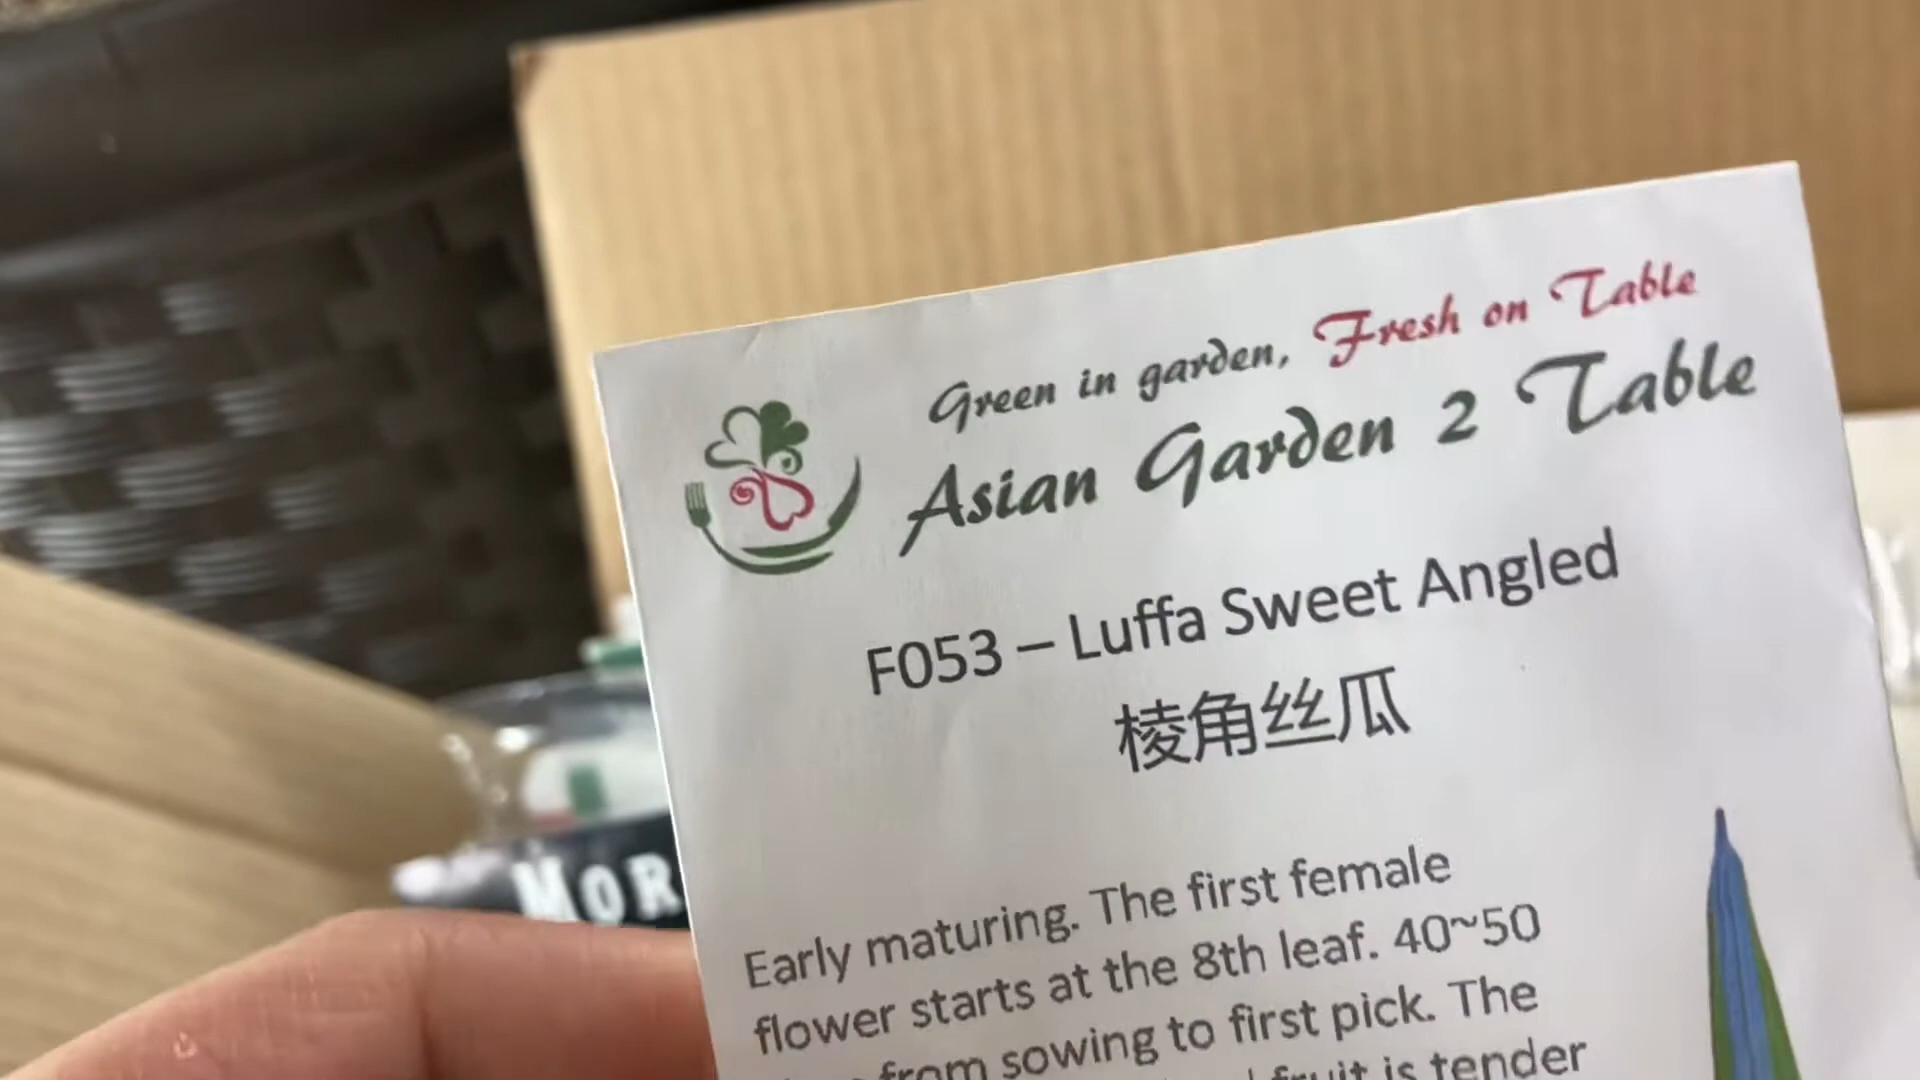 Green in garden, Fresh on Table
Asian Garden 2 Table
F053 – Luffa Sweet Angled
棱角丝瓜
Early maturing. The first female
flower starts at the 8th leaf. 40~50
from sowing to first pick. The
fruit is tender
MOR